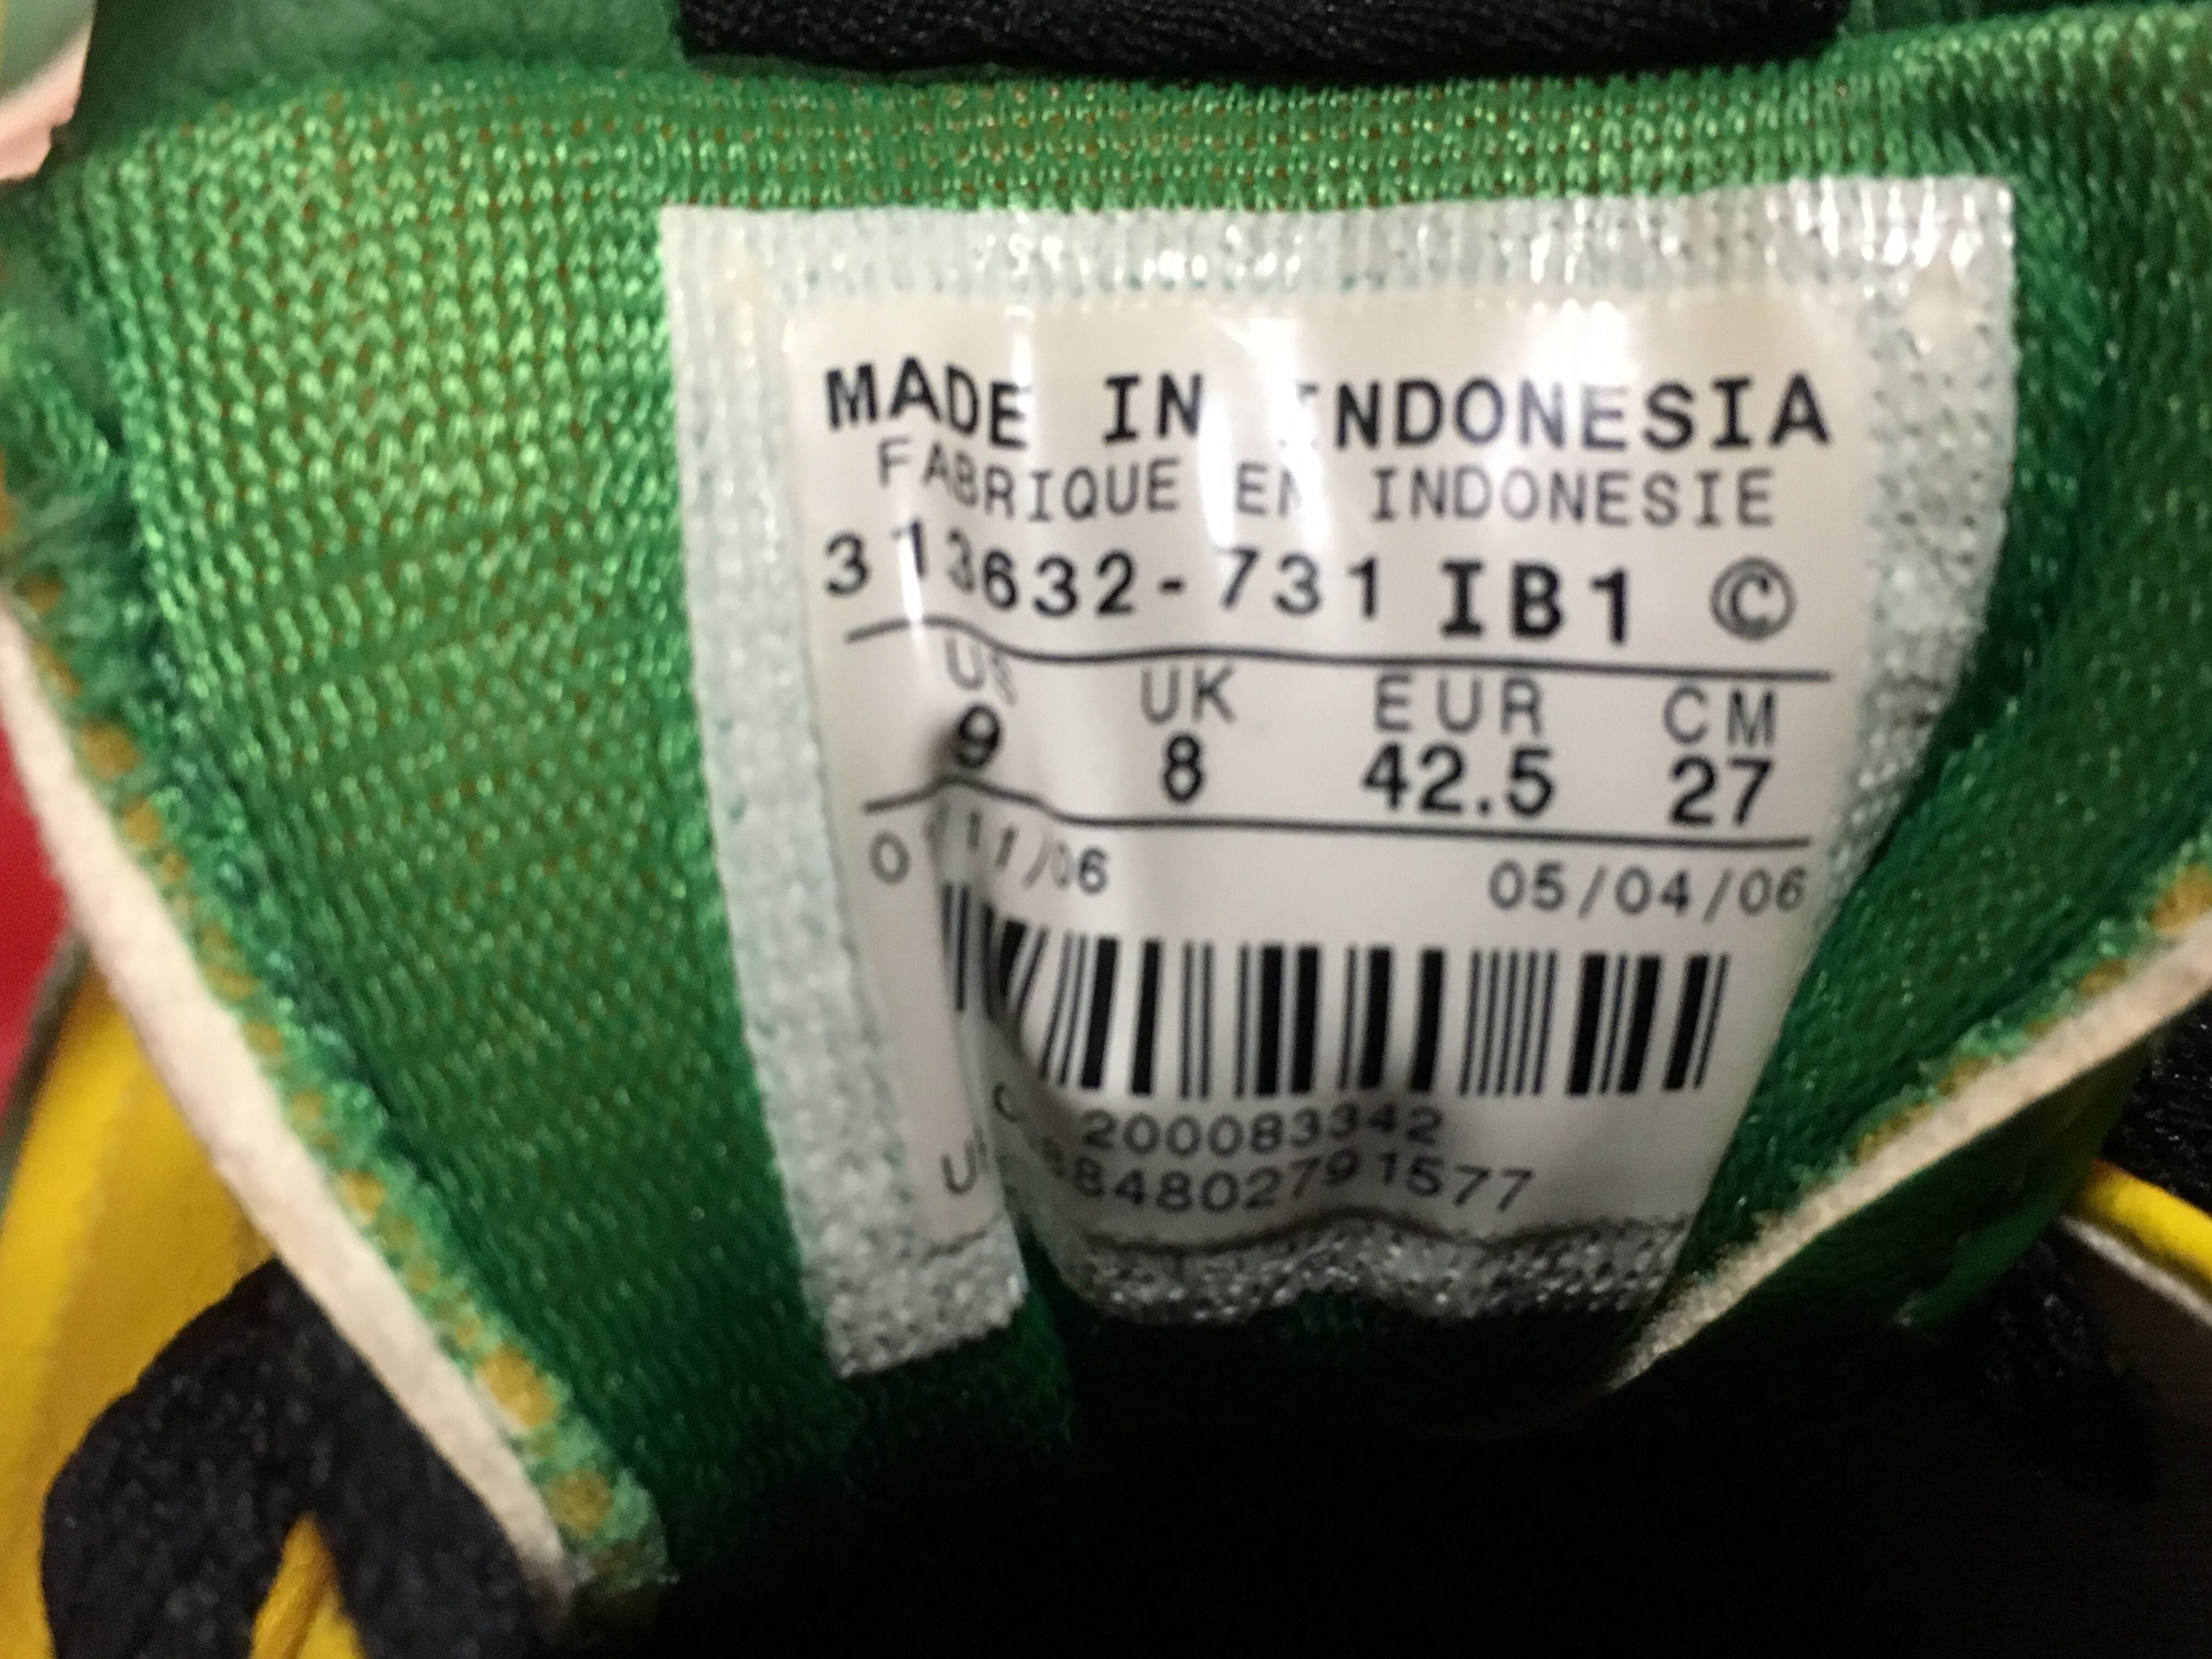 MADE IN INDONESIA
FABRIQUE EN INDONESIE
313632-731 IB1 ©
US UK EUR CM
9 8 42.5 27
05/04/06
200083342